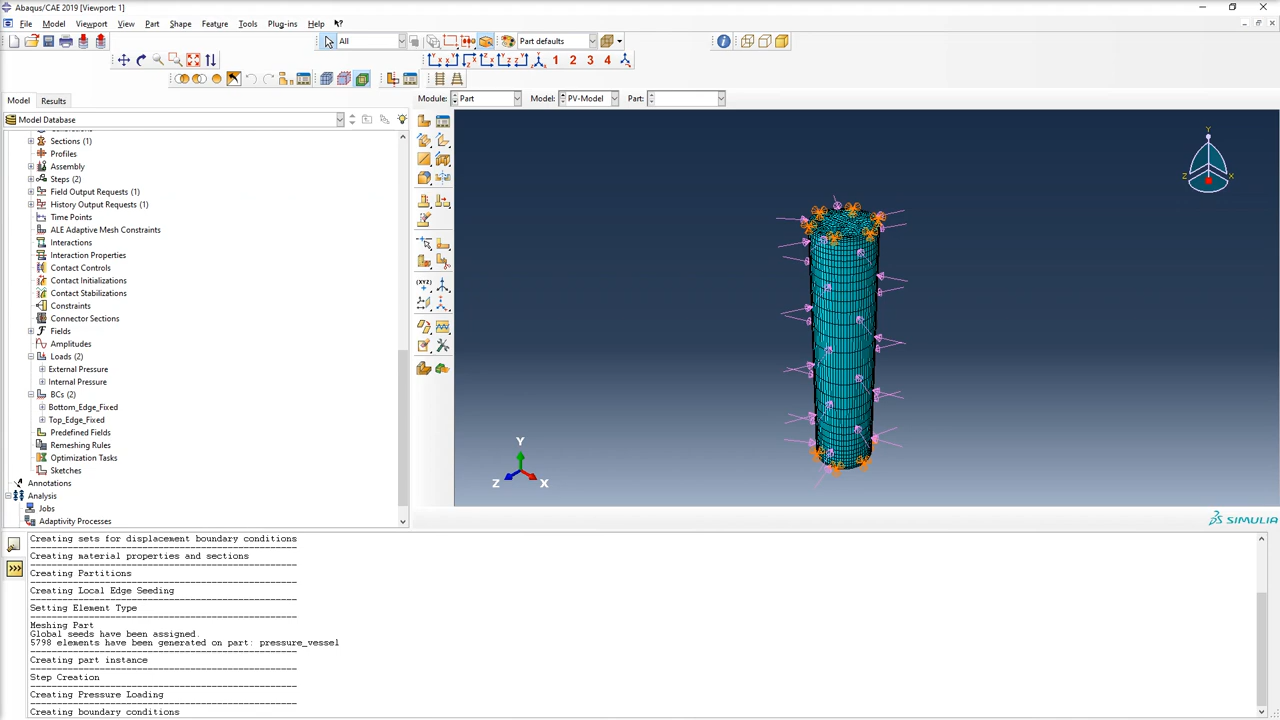 Abaqus/CAE 2019 [Viewport: 1]
File Model Viewport View Part Shape Feature Tools Plug-ins Help
All Part defaults
1 2 3 4
Model Results Module: Part Model: PV-Model Part:
Model Database
Sections (1)
Profiles
Assembly
Steps (2)
Field Output Requests (1)
History Output Requests (1)
Time Points
ALE Adaptive Mesh Constraints
Interactions
Interaction Properties
Contact Controls
Contact Initializations
Contact Stabilizations
Constraints
Connector Sections
Fields
Amplitudes
Loads (2)
External Pressure
Internal Pressure
BCs (2)
Bottom_Edge_Fixed
Top_Edge_Fixed
Predefined Fields
Remeshing Rules
Optimization Tasks
Sketches
Annotations
Analysis
Jobs
Adaptivity Processes
(XYZ)
Y
Z X
Y
Z X
SIMULIA
Creating sets for displacement boundary conditions
Creating material properties and sections
Creating Partitions
Creating Local Edge Seeding
Setting Element Type
Meshing Part
Global seeds have been assigned.
5798 elements have been generated on part: pressure_vessel
Creating part instance
Step Creation
Creating Pressure Loading
Creating boundary conditions
>>>